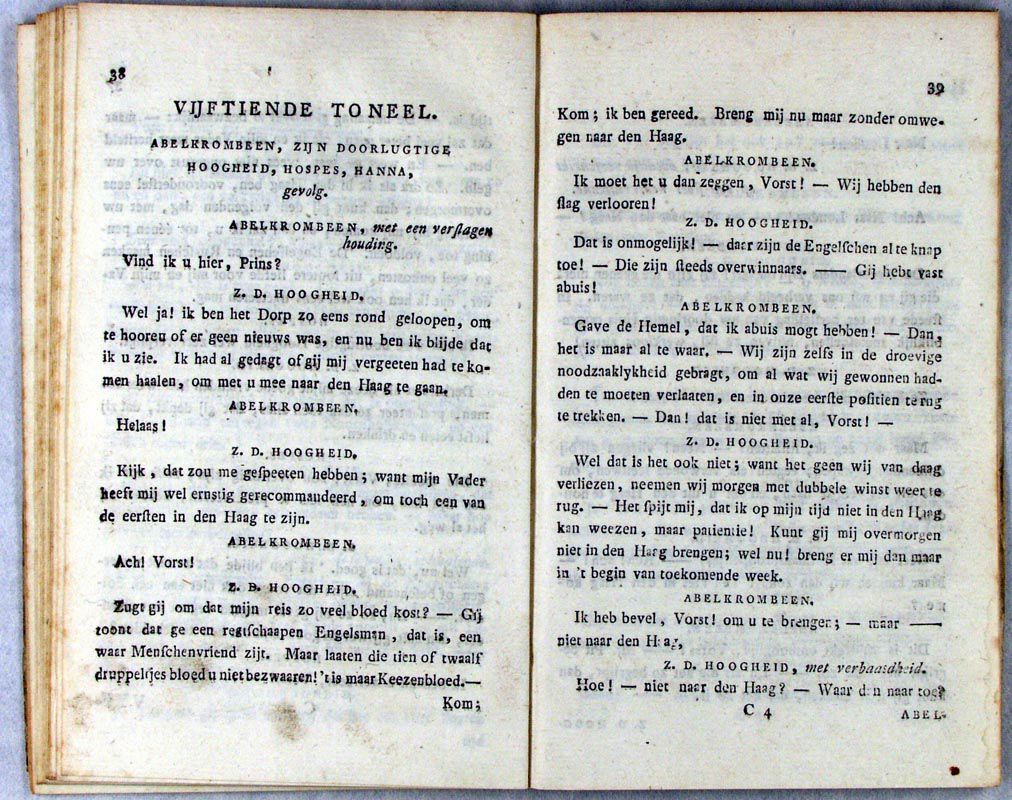 38
VIJFTIENDE TONEEL.
ABELKROMBEEN, ZIJN DOORLUGTIGE
HOOGHEID, HOSPES, HANNA,
gevolg.
ABELKROMBEEN, met een verſlagen
houding.
Vind ik u hier, Prins?
Z. D. HOOGHEID.
Wel ja! ik ben het Dorp zo eens rond geloopen, om
te hooren of er geen nieuws was, en nu ben ik blijde dat
ik u zie. Ik had al gedagt of gij mij vergeeten had te ko-
men haalen, om met u mee naar den Haag te gaan.
ABELKROMBEEN.
Helaas!
Z. D. HOOGHEID.
Kijk, dat zou me geſpeeten hebben; want mijn Vader
heeft mij wel ernstig gerecommandeerd, om toch een van
de eerſten in den Haag te zijn.
ABELKROMBEEN.
Ach! Vorst!
Z. D. HOOGHEID.
Zugt gij om dat mijn reis zo veel bloed kost? — Gij
toont dat ge een regtſchaapen Engelsman, dat is, een
waar Menſchenvriend zijt. Maar laaten die tien of twaalf
druppeltjes bloed u niet bezwaaren! 't is maar Keezenbloed.—
Kom;
39
Kom; ik ben gereed. Breng mij nu maar zonder omwe-
gen naar den Haag.
ABELKROMBEEN.
Ik moet het u dan zeggen, Vorst! — Wij hebben den
ſlag verlooren!
Z. D. HOOGHEID.
Dat is onmogelijk! — daer zijn de Engelſchen al te knap
toe! — Die zijn ſteeds overwinnaars. —— Gij hebt vast
abuis!
ABELKROMBEEN.
Gave de Hemel, dat ik abuis mogt hebben! — Dan,
het is maar al te waar. — Wij zijn zelfs in de droevige
noodzaaklykheid gebragt, om al wat wij gewonnen had-
den te moeten verlaaten, en in onze eerſte poſitien terug
te trekken. — Dan! dat is niet met al, Vorst! —
Z. D. HOOGHEID.
Wel dat is het ook niet; want het geen wij van daag
verliezen, neemen wij morgen met dubbele winst weer te
rug. — Het ſpijt mij, dat ik op mijn tijd niet in den Haag
kan weezen, maar patientie! Kunt gij mij overmorgen
niet in den Haag brengen; wel nu! breng er mij dan maar
in 't begin van toekomende week.
ABELKROMBEEN.
Ik heb bevel, Vorst! om u te brengen; — maar ——
niet naar den Haag,
Z. D. HOOGHEID, met verbaasdheid.
Hoe! — niet naar den Haag? — Waar dan naar toe?
C 4
ABEL-